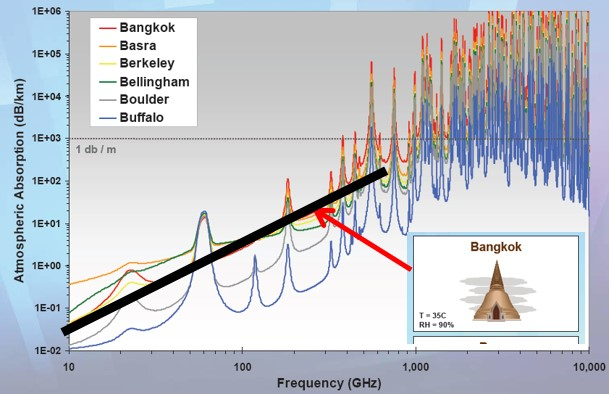 1E+06
1E+05
1E+04
1E+03
1E+02
1E+01
1E+00
1E-01
1E-02
Atmospheric Absorption (dB/km)
Bangkok
Basra
Berkeley
Bellingham
Boulder
Buffalo
1 db / m
Bangkok
T = 35C
RH = 90%
10
100
1,000
10,000
Frequency (GHz)